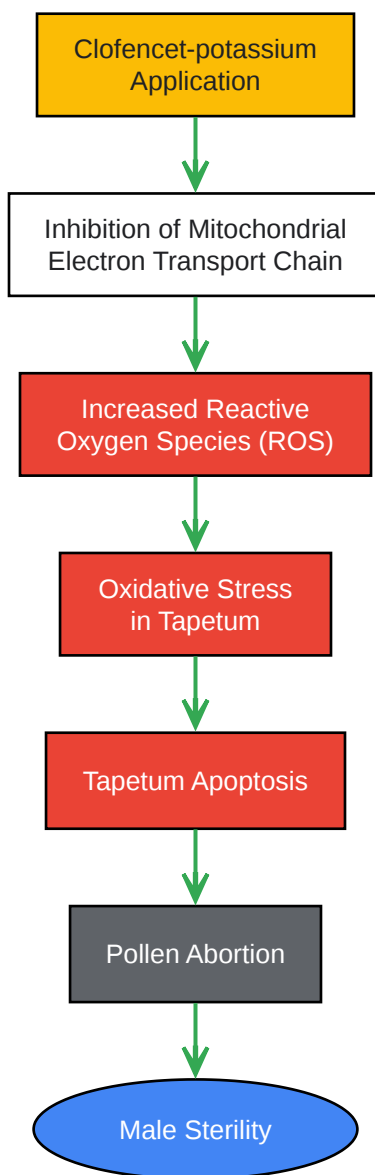 Clofencet-potassium
Application
Inhibition of Mitochondrial
Electron Transport Chain
Increased Reactive
Oxygen Species (ROS)
Oxidative Stress
in Tapetum
Tapetum Apoptosis
Pollen Abortion
Male Sterility